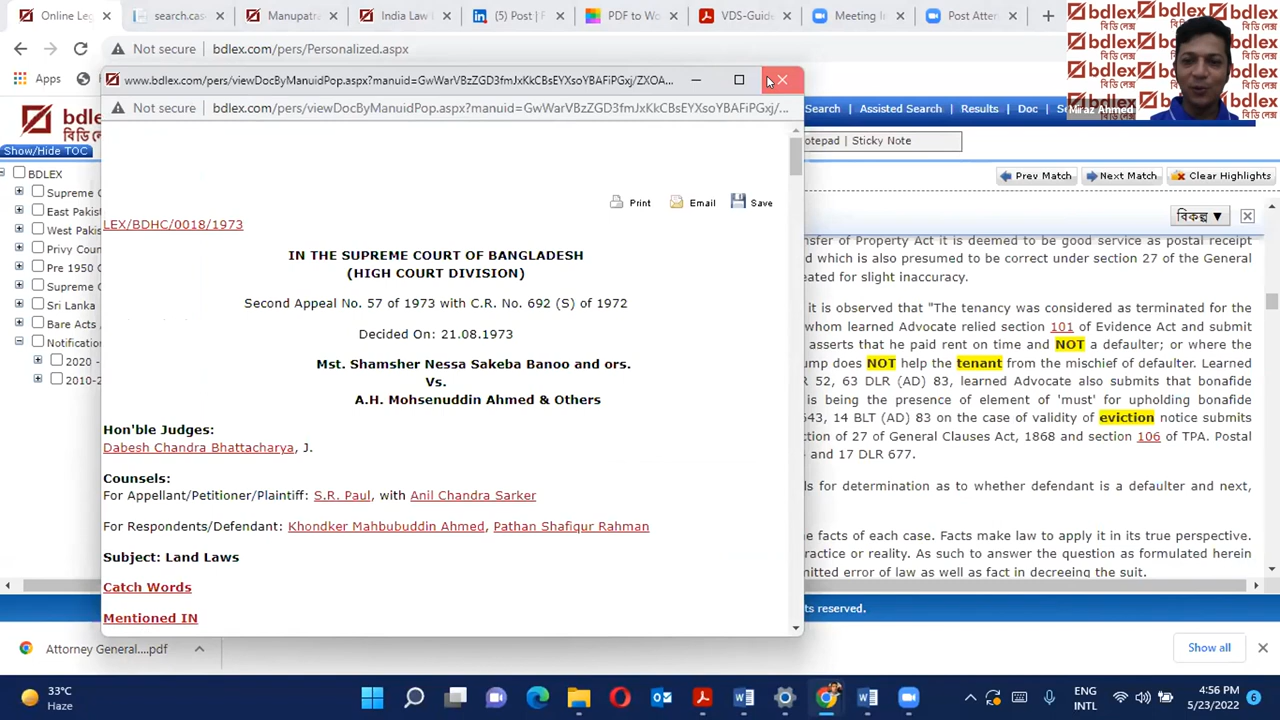 Online Leg
search.cas
Manupatra
India Law L
(5) Post | F
PDF to Wo
VDS-Guide
Meeting In
Post Atten
Not secure bdlex.com/pers/Personalized.aspx
Apps
bdlex
বিডি লেক্স
Miraz Ahmed
www.bdlex.com/pers/viewDocByManuidPop.aspx?manuid=GwWarVBzZGD3fmJxKkCBsEYXsoYBAFiPGxj/ZXOA...
Not secure bdlex.com/pers/viewDocByManuidPop.aspx?manuid=GwWarVBzZGD3fmJxKkCBsEYXsoYBAFiPGxj/...
Search | Assisted Search | Results | Doc
otepad | Sticky Note
Show/Hide TOC
Prev Match Next Match Clear Highlights
বিকল্প ▼
BDLEX
Supreme C
East Pakis
West Pakis
Privy Coun
Pre 1950
Supreme C
Sri Lanka
Bare Acts
Notification
2020 -
2010-2
Print Email Save
LEX/BDHC/0018/1973
IN THE SUPREME COURT OF BANGLADESH
(HIGH COURT DIVISION)
Second Appeal No. 57 of 1973 with C.R. No. 692 (S) of 1972
Decided On: 21.08.1973
Mst. Shamsher Nessa Sakeba Banoo and ors.
Vs.
A.H. Mohsenuddin Ahmed & Others
Hon'ble Judges:
Dabesh Chandra Bhattacharya, J.
Counsels:
For Appellant/Petitioner/Plaintiff: S.R. Paul, with Anil Chandra Sarker
For Respondents/Defendant: Khondker Mahbubuddin Ahmed, Pathan Shafiqur Rahman
Subject: Land Laws
Catch Words
Mentioned IN
nsfer of Property Act it is deemed to be good service as postal receipt
d which is also presumed to be correct under section 27 of the General
eated for slight inaccuracy.
it is observed that "The tenancy was considered as terminated for the
whom learned Advocate relied section 101 of Evidence Act and submit
asserts that he paid rent on time and NOT a defaulter; or where the
ump does NOT help the tenant from the mischief of defaulter. Learned
R 52, 63 DLR (AD) 83, learned Advocate also submits that bonafide
is being the presence of element of 'must' for upholding bonafide
643, 14 BLT (AD) 83 on the case of validity of eviction notice submits
ction of 27 of General Clauses Act, 1868 and section 106 of TPA. Postal
and 17 DLR 677.
ls for determination as to whether defendant is a defaulter and next,
he facts of each case. Facts make law to apply it in its true perspective.
ractice or reality. As such to answer the question as formulated herein
mitted error of law as well as fact in decreeing the suit.
ts reserved.
Attorney General....pdf
Show all
33°C
Haze
ENG
INTL
4:56 PM
5/23/2022
6